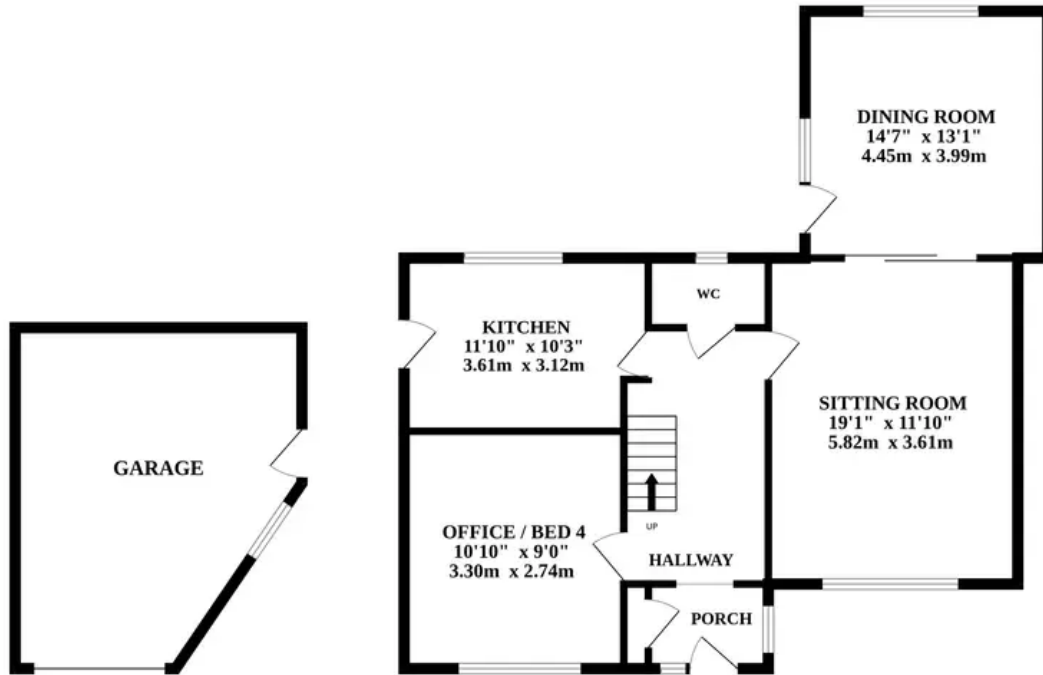 DINING ROOM
14'7" x 13'1"
4.45m x 3.99m
WC
KITCHEN
11'10" x 10'3"
3.61m x 3.12m
SITTING ROOM
19'1" x 11'10"
5.82m x 3.61m
GARAGE
OFFICE / BED 4
10'10" x 9'0"
3.30m x 2.74m
UP
HALLWAY
PORCH